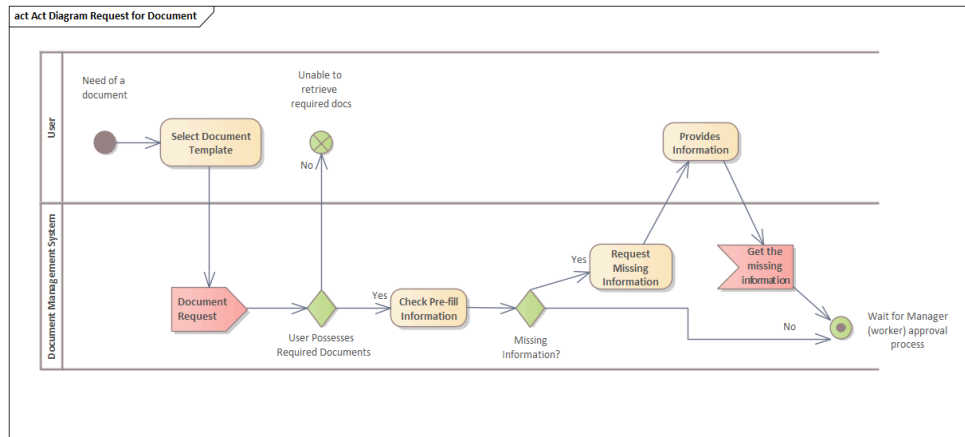 act Act Diagram Request for Document
User
Need of a
document
Select Document
Template
Unable to
retrieve
required docs
No
Provides
Information
Document Management System
Document
Request
User Possesses
Required Documents
Yes
Check Pre-fill
Information
Missing
Information?
Yes
Request
Missing
Information
Get the
missing
information
No
Wait for Manager
(worker) approval
process